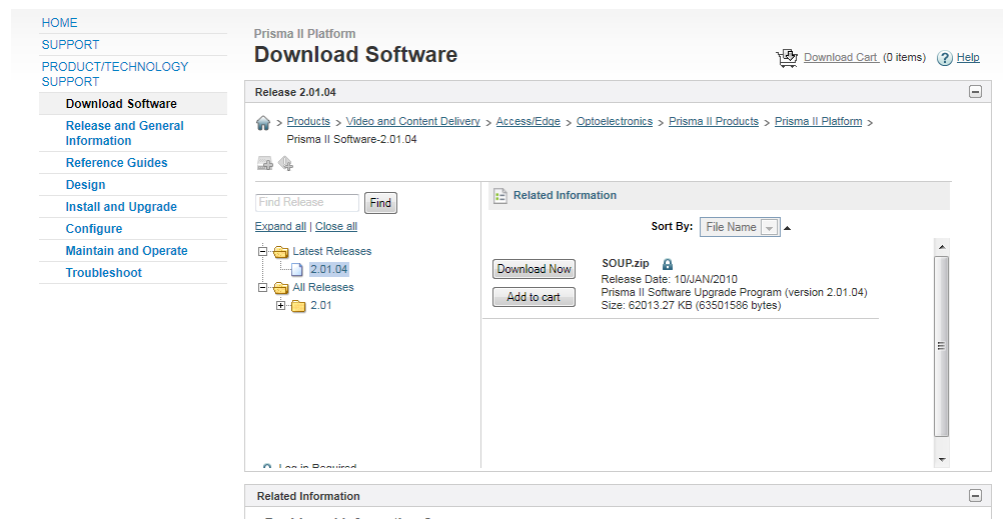 HOME
SUPPORT
PRODUCT/TECHNOLOGY
SUPPORT
Download Software
Release and General
Information
Reference Guides
Design
Install and Upgrade
Configure
Maintain and Operate
Troubleshoot
Prisma II Platform
Download Software
Download Cart (0 items) ? Help
Release 2.01.04
> Products > Video and Content Delivery > Access/Edge > Optoelectronics > Prisma II Products > Prisma II Platform >
Prisma II Software-2.01.04
Find Release Find
Expand all | Close all
Latest Releases
2.01.04
All Releases
2.01
Related Information
Sort By: File Name
Download Now
Add to cart
SOUP.zip
Release Date: 10/JAN/2010
Prisma II Software Upgrade Program (version 2.01.04)
Size: 62013.27 KB (63501586 bytes)
Log in Required
Related Information